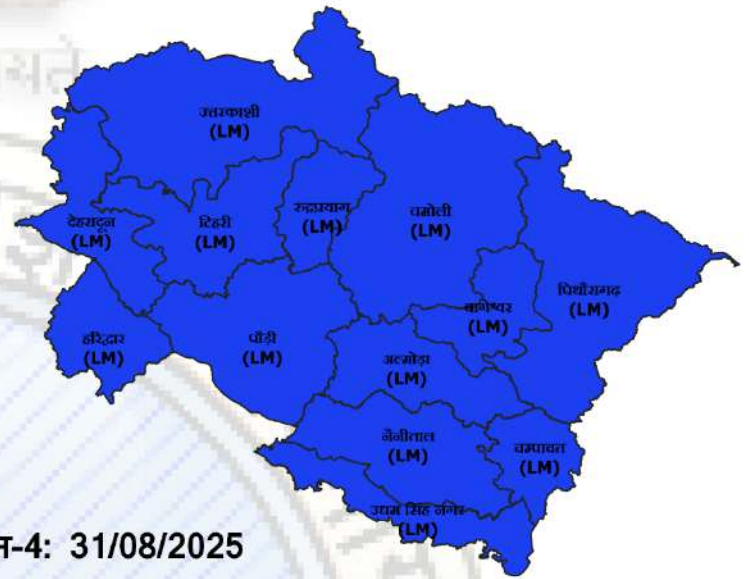 उत्तरकाशी
(LM)
देहरादून
(LM)
टिहरी
(LM)
रुद्रप्रयाग
(LM)
चमोली
(LM)
पिथौरागढ़
(LM)
बागेश्वर
(LM)
हरिद्वार
(LM)
पौड़ी
(LM)
अल्मोड़ा
(LM)
नैनीताल
(LM)
चम्पावत
(LM)
उधम सिंह नगर
(LM)
-4: 31/08/2025